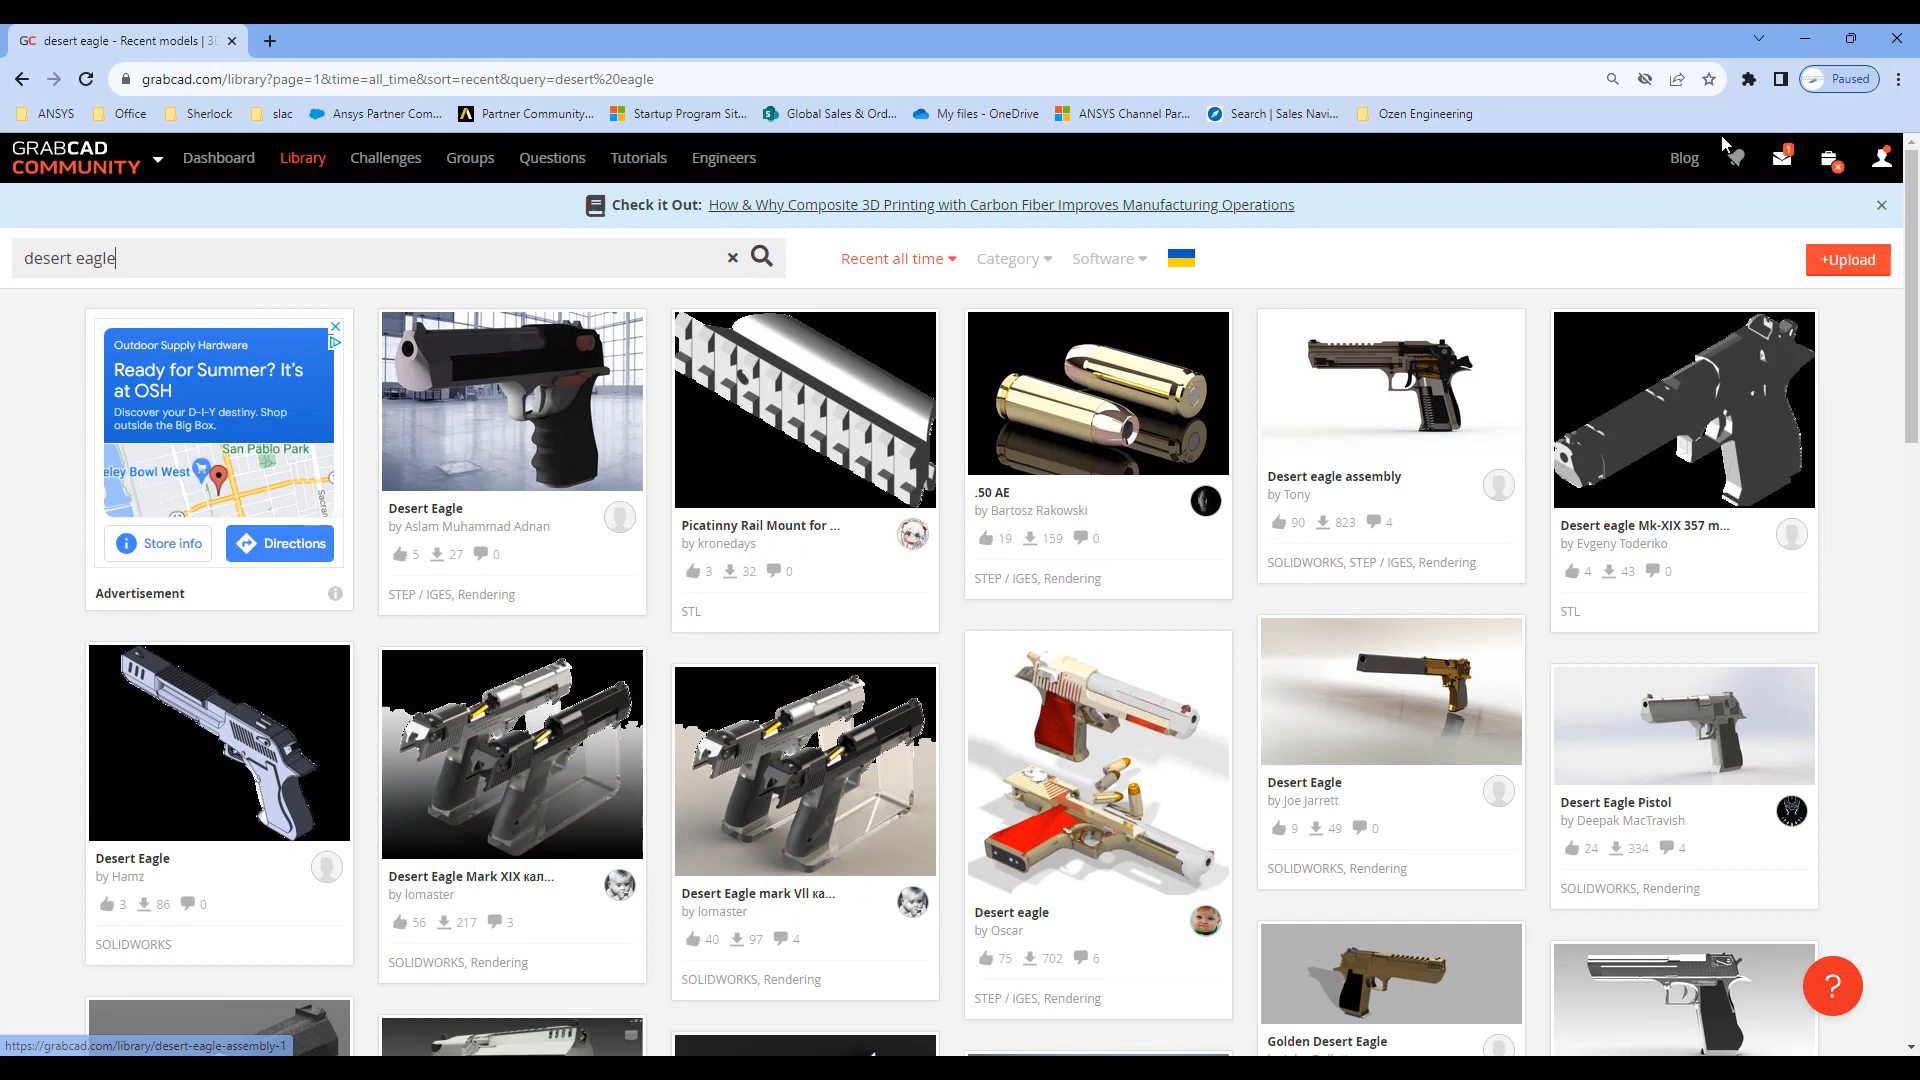 GC desert eagle - Recent models | 3D
grabcad.com/library?page=1&time=all_time&sort=recent&query=desert%20eagle
Paused
ANSYS
Office
Sherlock
slac
Ansys Partner Com...
Partner Community...
Startup Program Sit...
Global Sales & Ord...
My files - OneDrive
ANSYS Channel Par...
Search | Sales Navi...
Ozen Engineering
GRABCAD
COMMUNITY
Dashboard
Library
Challenges
Groups
Questions
Tutorials
Engineers
Blog
1
Check it Out: How & Why Composite 3D Printing with Carbon Fiber Improves Manufacturing Operations
desert eagle
Recent all time
Category
Software
+Upload
Outdoor Supply Hardware
Ready for Summer? It's
at OSH
Discover your D-I-Y destiny. Shop
outside the Big Box.
San Pablo Park
eley Bowl West
Sacran
Store info
Directions
Advertisement
Desert Eagle
by Aslam Muhammad Adnan
5 27 0
STEP / IGES, Rendering
Picatinny Rail Mount for ...
by kronedays
3 32 0
STL
.50 AE
by Bartosz Rakowski
19 159 0
STEP / IGES, Rendering
Desert eagle assembly
by Tony
90 823 4
SOLIDWORKS, STEP / IGES, Rendering
Desert eagle Mk-XIX 357 m...
by Evgeny Toderiko
4 43 0
STL
Desert Eagle
by Hamz
3 86 0
SOLIDWORKS
Desert Eagle Mark XIX кал...
by lomaster
56 217 3
SOLIDWORKS, Rendering
Desert Eagle mark Vll ка...
by lomaster
40 97 4
SOLIDWORKS, Rendering
Desert eagle
by Oscar
75 702 6
STEP / IGES, Rendering
Desert Eagle
by Joe Jarrett
9 49 0
SOLIDWORKS, Rendering
Desert Eagle Pistol
by Deepak MacTravish
24 334 4
SOLIDWORKS, Rendering
Golden Desert Eagle
?
https://grabcad.com/library/desert-eagle-assembly-1